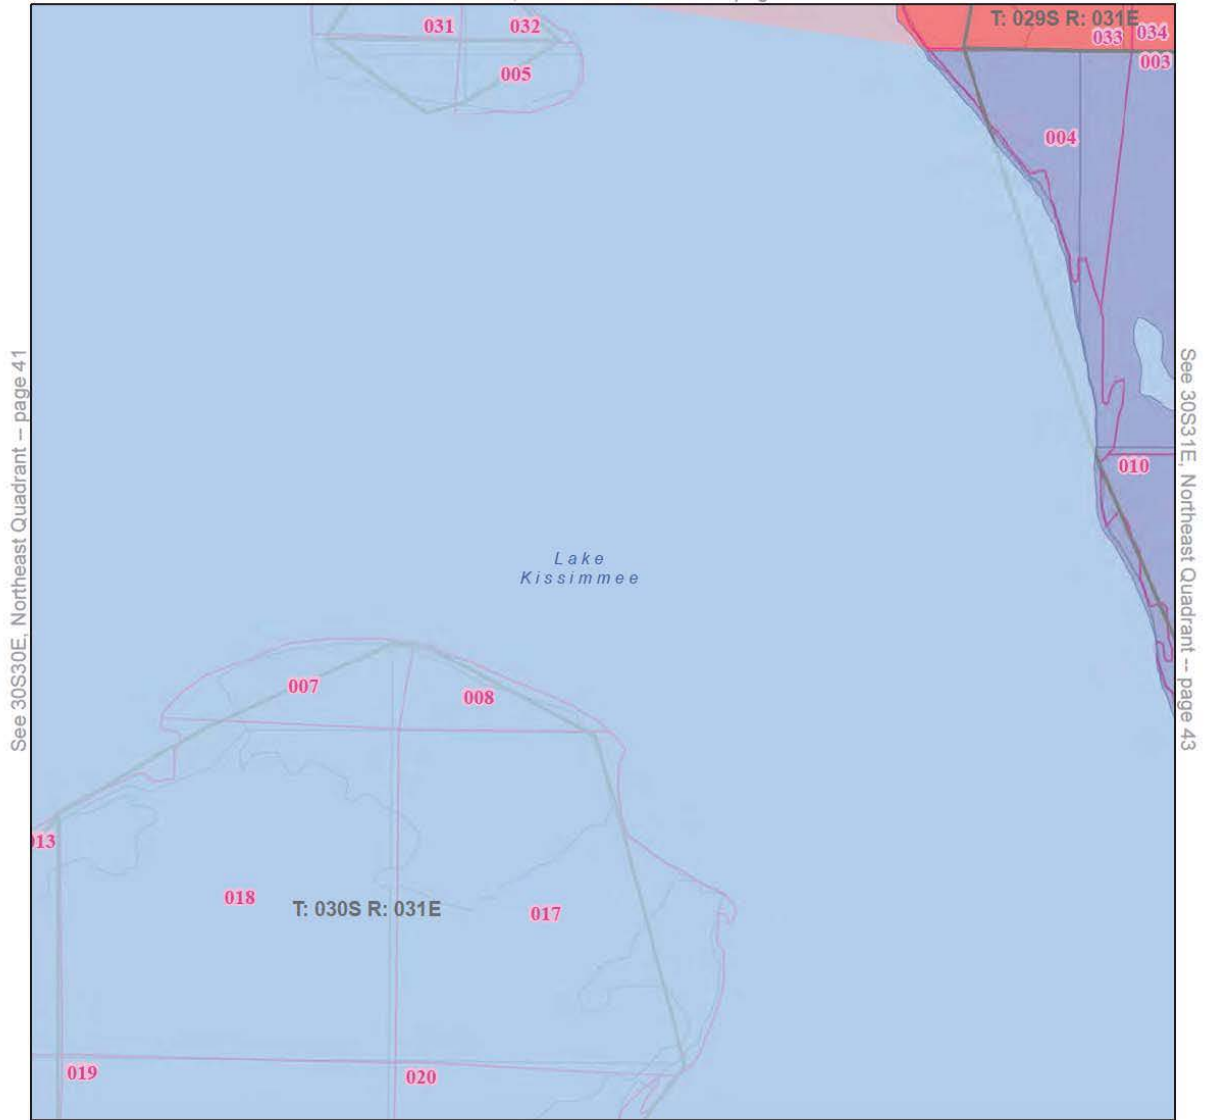 T: 029S R: 031E
031
032
033
034
005
003
004
See 30S30E, Northeast Quadrant -- page 41
See 30S31E, Northeast Quadrant -- page 43
010
Lake
Kissimmee
007
008
013
018
T: 030S R: 031E
017
019
020